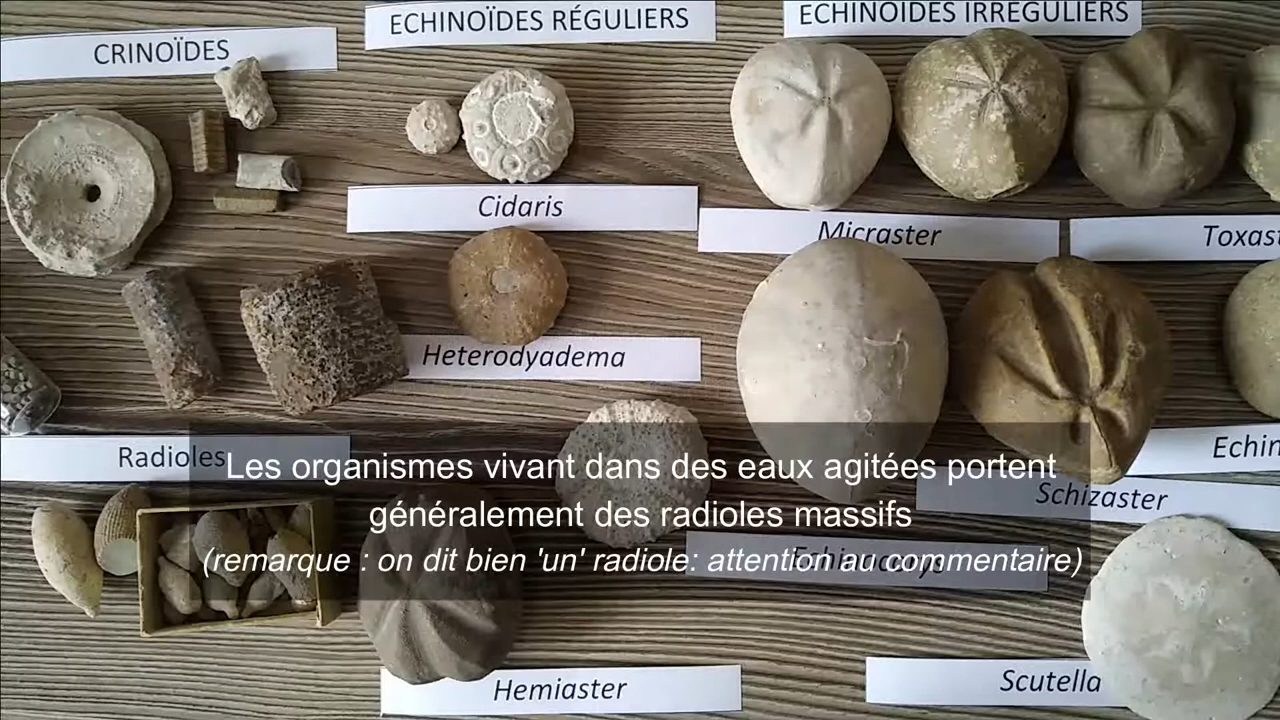 CRINOÏDES
ECHINOÏDES RÉGULIERS
ECHINOÏDES IRRÉGULIERS
Cidaris
Micraster
Heterodyadema
Radioles
Schizaster
Les organismes vivant dans des eaux agitées portent
généralement des radioles massifs
(remarque : on dit bien 'un' radiole: attention au commentaire)
Hemiaster
Scutella